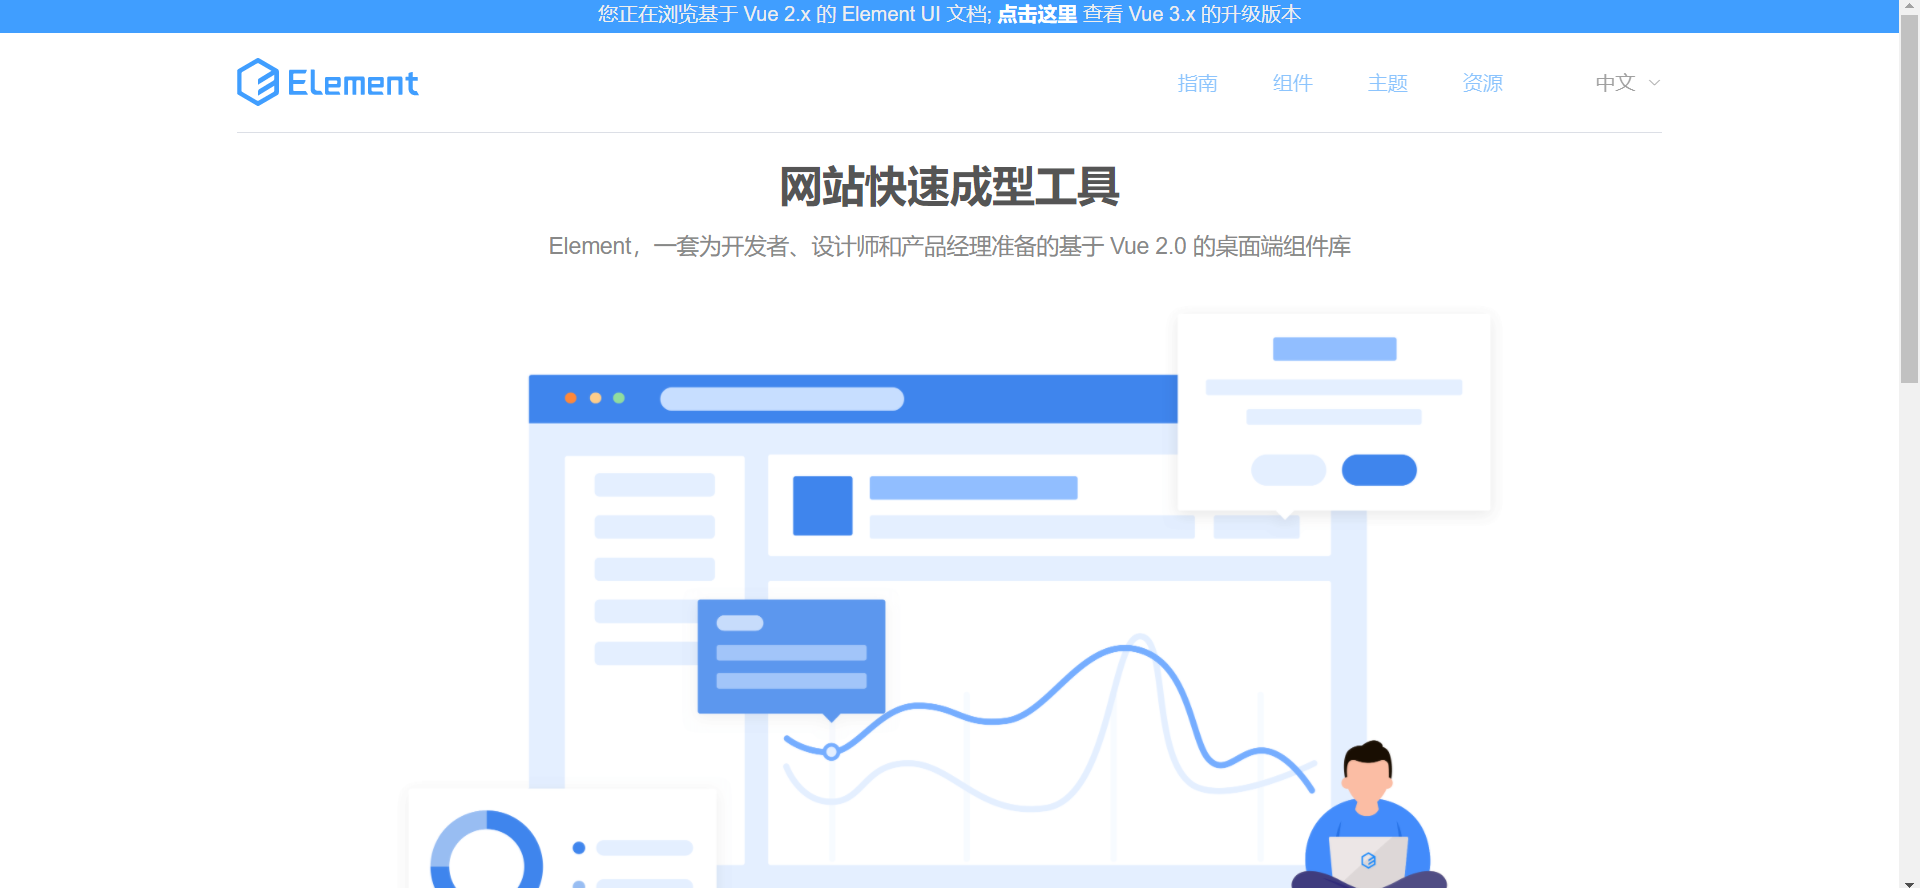 您正在浏览基于 Vue 2.x 的 Element UI 文档; 点击这里 查看 Vue 3.x 的升级版本
Element
指南 组件 主题 资源 中文
网站快速成型工具
Element，一套为开发者、设计师和产品经理准备的基于 Vue 2.0 的桌面端组件库